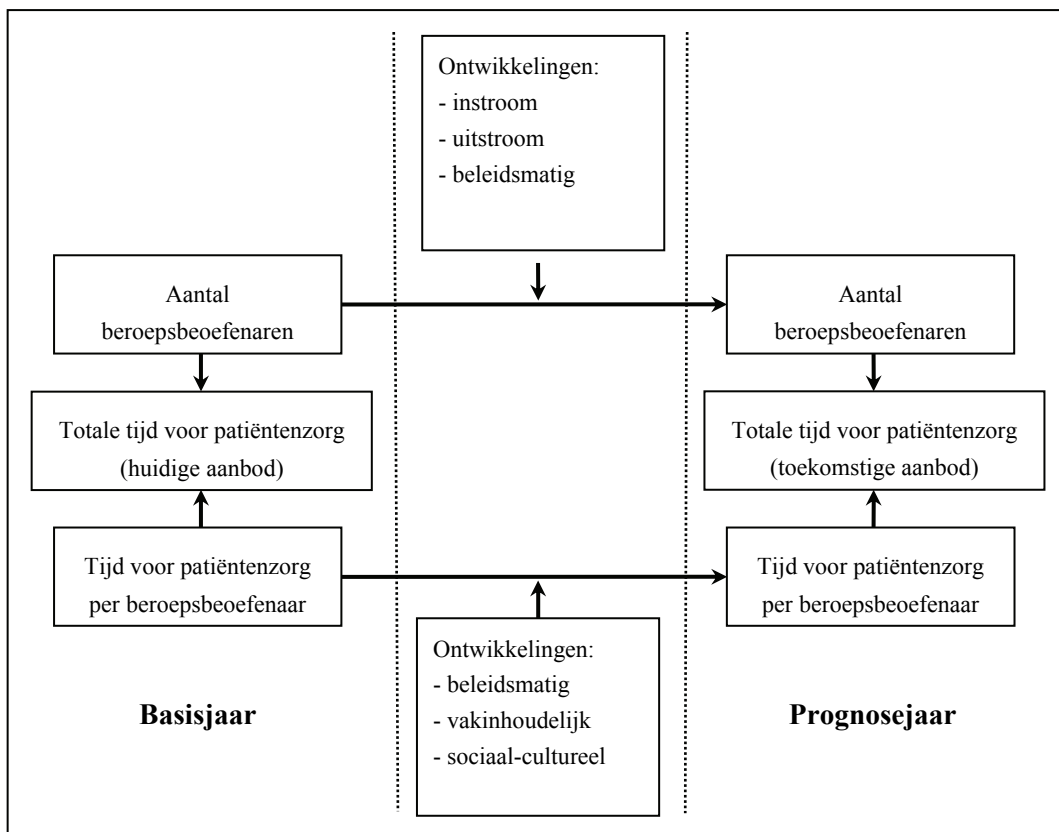 Ontwikkelingen:
- instroom
- uitstroom
- beleidsmatig
Aantal
beroepsbeoefenaren
Aantal
beroepsbeoefenaren
Totale tijd voor patiëntenzorg
(huidige aanbod)
Totale tijd voor patiëntenzorg
(toekomstige aanbod)
Tijd voor patiëntenzorg
per beroepsbeoefenaar
Tijd voor patiëntenzorg
per beroepsbeoefenaar
Ontwikkelingen:
- beleidsmatig
- vakinhoudelijk
- sociaal-cultureel
Basisjaar
Prognosejaar